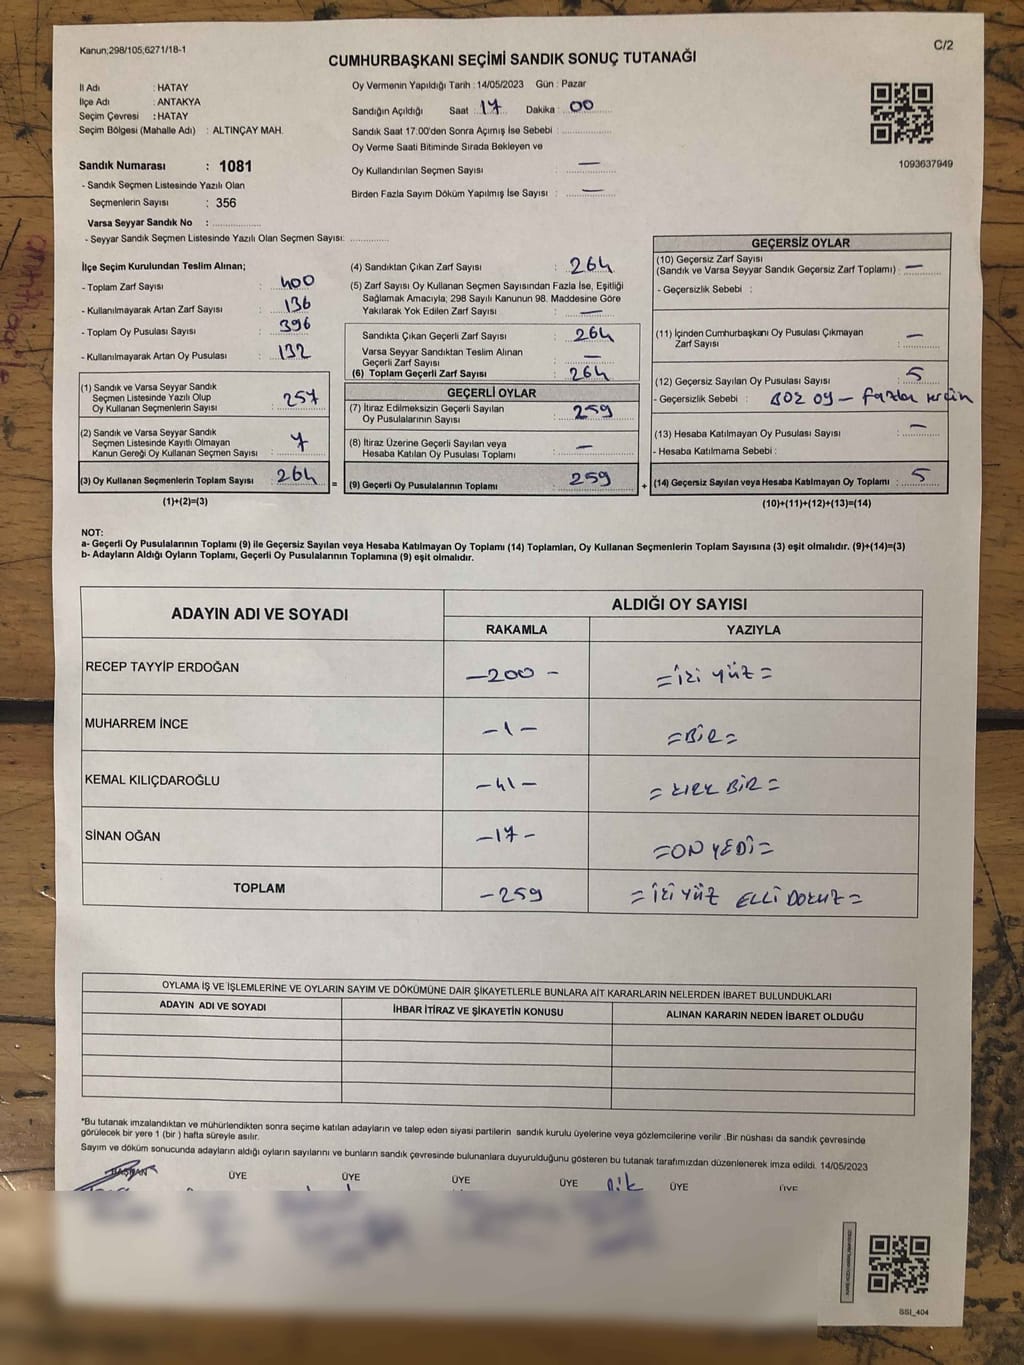 Kanun;298/105;6271/18-1
C/2
CUMHURBAŞKANI SEÇİMİ SANDIK SONUÇ TUTANAĞI
İl Adı : HATAY
İlçe Adı : ANTAKYA
Seçim Çevresi : HATAY
Seçim Bölgesi (Mahalle Adı) : ALTINÇAY MAH.
Sandık Numarası : 1081
- Sandık Seçmen Listesinde Yazılı Olan
Seçmenlerin Sayısı : 356
Varsa Seyyar Sandık No :
- Seyyar Sandık Seçmen Listesinde Yazılı Olan Seçmen Sayısı:
Oy Vermenin Yapıldığı Tarih : 14/05/2023 Gün : Pazar
Sandığın Açıldığı Saat : 17 Dakika : 00
Sandık Saat 17:00'den Sonra Açımış İse Sebebi :
Oy Verme Saati Bitiminde Sırada Bekleyen ve
Oy Kullandırılan Seçmen Sayısı : —
Birden Fazla Sayım Döküm Yapılmış İse Sayısı : —
1093637949
İlçe Seçim Kurulundan Teslim Alınan;
- Toplam Zarf Sayısı : 400
- Kullanılmayarak Artan Zarf Sayısı : 136
- Toplam Oy Pusulası Sayısı : 396
- Kullanılmayarak Artan Oy Pusulası : 132
(1) Sandık ve Varsa Seyyar Sandık
Seçmen Listesinde Yazılı Olup
Oy Kullanan Seçmenlerin Sayısı : 257
(2) Sandık ve Varsa Seyyar Sandık
Seçmen Listesinde Kayıtlı Olmayan
Kanun Gereği Oy Kullanan Seçmen Sayısı : 7
(3) Oy Kullanan Seçmenlerin Toplam Sayısı : 264
(1)+(2)=(3)
=
(4) Sandıktan Çıkan Zarf Sayısı : 264
(5) Zarf Sayısı Oy Kullanan Seçmen Sayısından Fazla İse, Eşitliği
Sağlamak Amacıyla; 298 Sayılı Kanunun 98. Maddesine Göre
Yakılarak Yok Edilen Zarf Sayısı : —
Sandıkta Çıkan Geçerli Zarf Sayısı : 264
Varsa Seyyar Sandıktan Teslim Alınan
Geçerli Zarf Sayısı : —
(6) Toplam Geçerli Zarf Sayısı : 264
GEÇERLİ OYLAR
(7) İtiraz Edilmeksizin Geçerli Sayılan
Oy Pusulalarının Sayısı : 259
(8) İtiraz Üzerine Geçerli Sayılan veya
Hesaba Katılan Oy Pusulası Toplamı : —
(9) Geçerli Oy Pusulalarının Toplamı : 259
+
GEÇERSİZ OYLAR
(10) Geçersiz Zarf Sayısı
(Sandık ve Varsa Seyyar Sandık Geçersiz Zarf Toplamı) : —
- Geçersizlik Sebebi :
(11) İçinden Cumhurbaşkanı Oy Pusulası Çıkmayan
Zarf Sayısı : —
(12) Geçersiz Sayılan Oy Pusulası Sayısı : 5
- Geçersizlik Sebebi : BOŞ OY — fazla tercih
(13) Hesaba Katılmayan Oy Pusulası Sayısı : —
- Hesaba Katılmama Sebebi :
(14) Geçersiz Sayılan veya Hesaba Katılmayan Oy Toplamı : 5
(10)+(11)+(12)+(13)=(14)
NOT:
a- Geçerli Oy Pusulalarının Toplamı (9) ile Geçersiz Sayılan veya Hesaba Katılmayan Oy Toplamı (14) Toplamları, Oy Kullanan Seçmenlerin Toplam Sayısına (3) eşit olmalıdır. (9)+(14)=(3)
b- Adayların Aldığı Oyların Toplamı, Geçerli Oy Pusulalarının Toplamına (9) eşit olmalıdır.
ADAYIN ADI VE SOYADI
ALDIĞI OY SAYISI
RAKAMLA YAZIYLA
RECEP TAYYİP ERDOĞAN —200 — =İKİ YÜZ=
MUHARREM İNCE —1— =BİR=
KEMAL KILIÇDAROĞLU —41— =KIRK BİR=
SİNAN OĞAN —17— =ON YEDİ=
TOPLAM —259 =İKİ YÜZ ELLİ DOKUZ=
OYLAMA İŞ VE İŞLEMLERİNE VE OYLARIN SAYIM VE DÖKÜMÜNE DAİR ŞİKAYETLERLE BUNLARA AİT KARARLARIN NELERDEN İBARET BULUNDUKLARI
ADAYIN ADI VE SOYADI İHBAR İTİRAZ VE ŞİKAYETİN KONUSU ALINAN KARARIN NEDEN İBARET OLDUĞU
*Bu tutanak imzalandıktan ve mühürlendikten sonra seçime katılan adayların ve talep eden siyasi partilerin sandık kurulu üyelerine veya gözlemcilerine verilir .Bir nüshası da sandık çevresinde
görülecek bir yere 1 (bir ) hafta süreyle asılır.
Sayım ve döküm sonucunda adayların aldığı oyların sayılarını ve bunların sandık çevresinde bulunanlara duyurulduğunu gösteren bu tutanak tarafımızdan düzenlenerek imza edildi. 14/05/2023
BAŞKAN ÜYE ÜYE ÜYE ÜYE ÜYE ÜYE
SSI_404